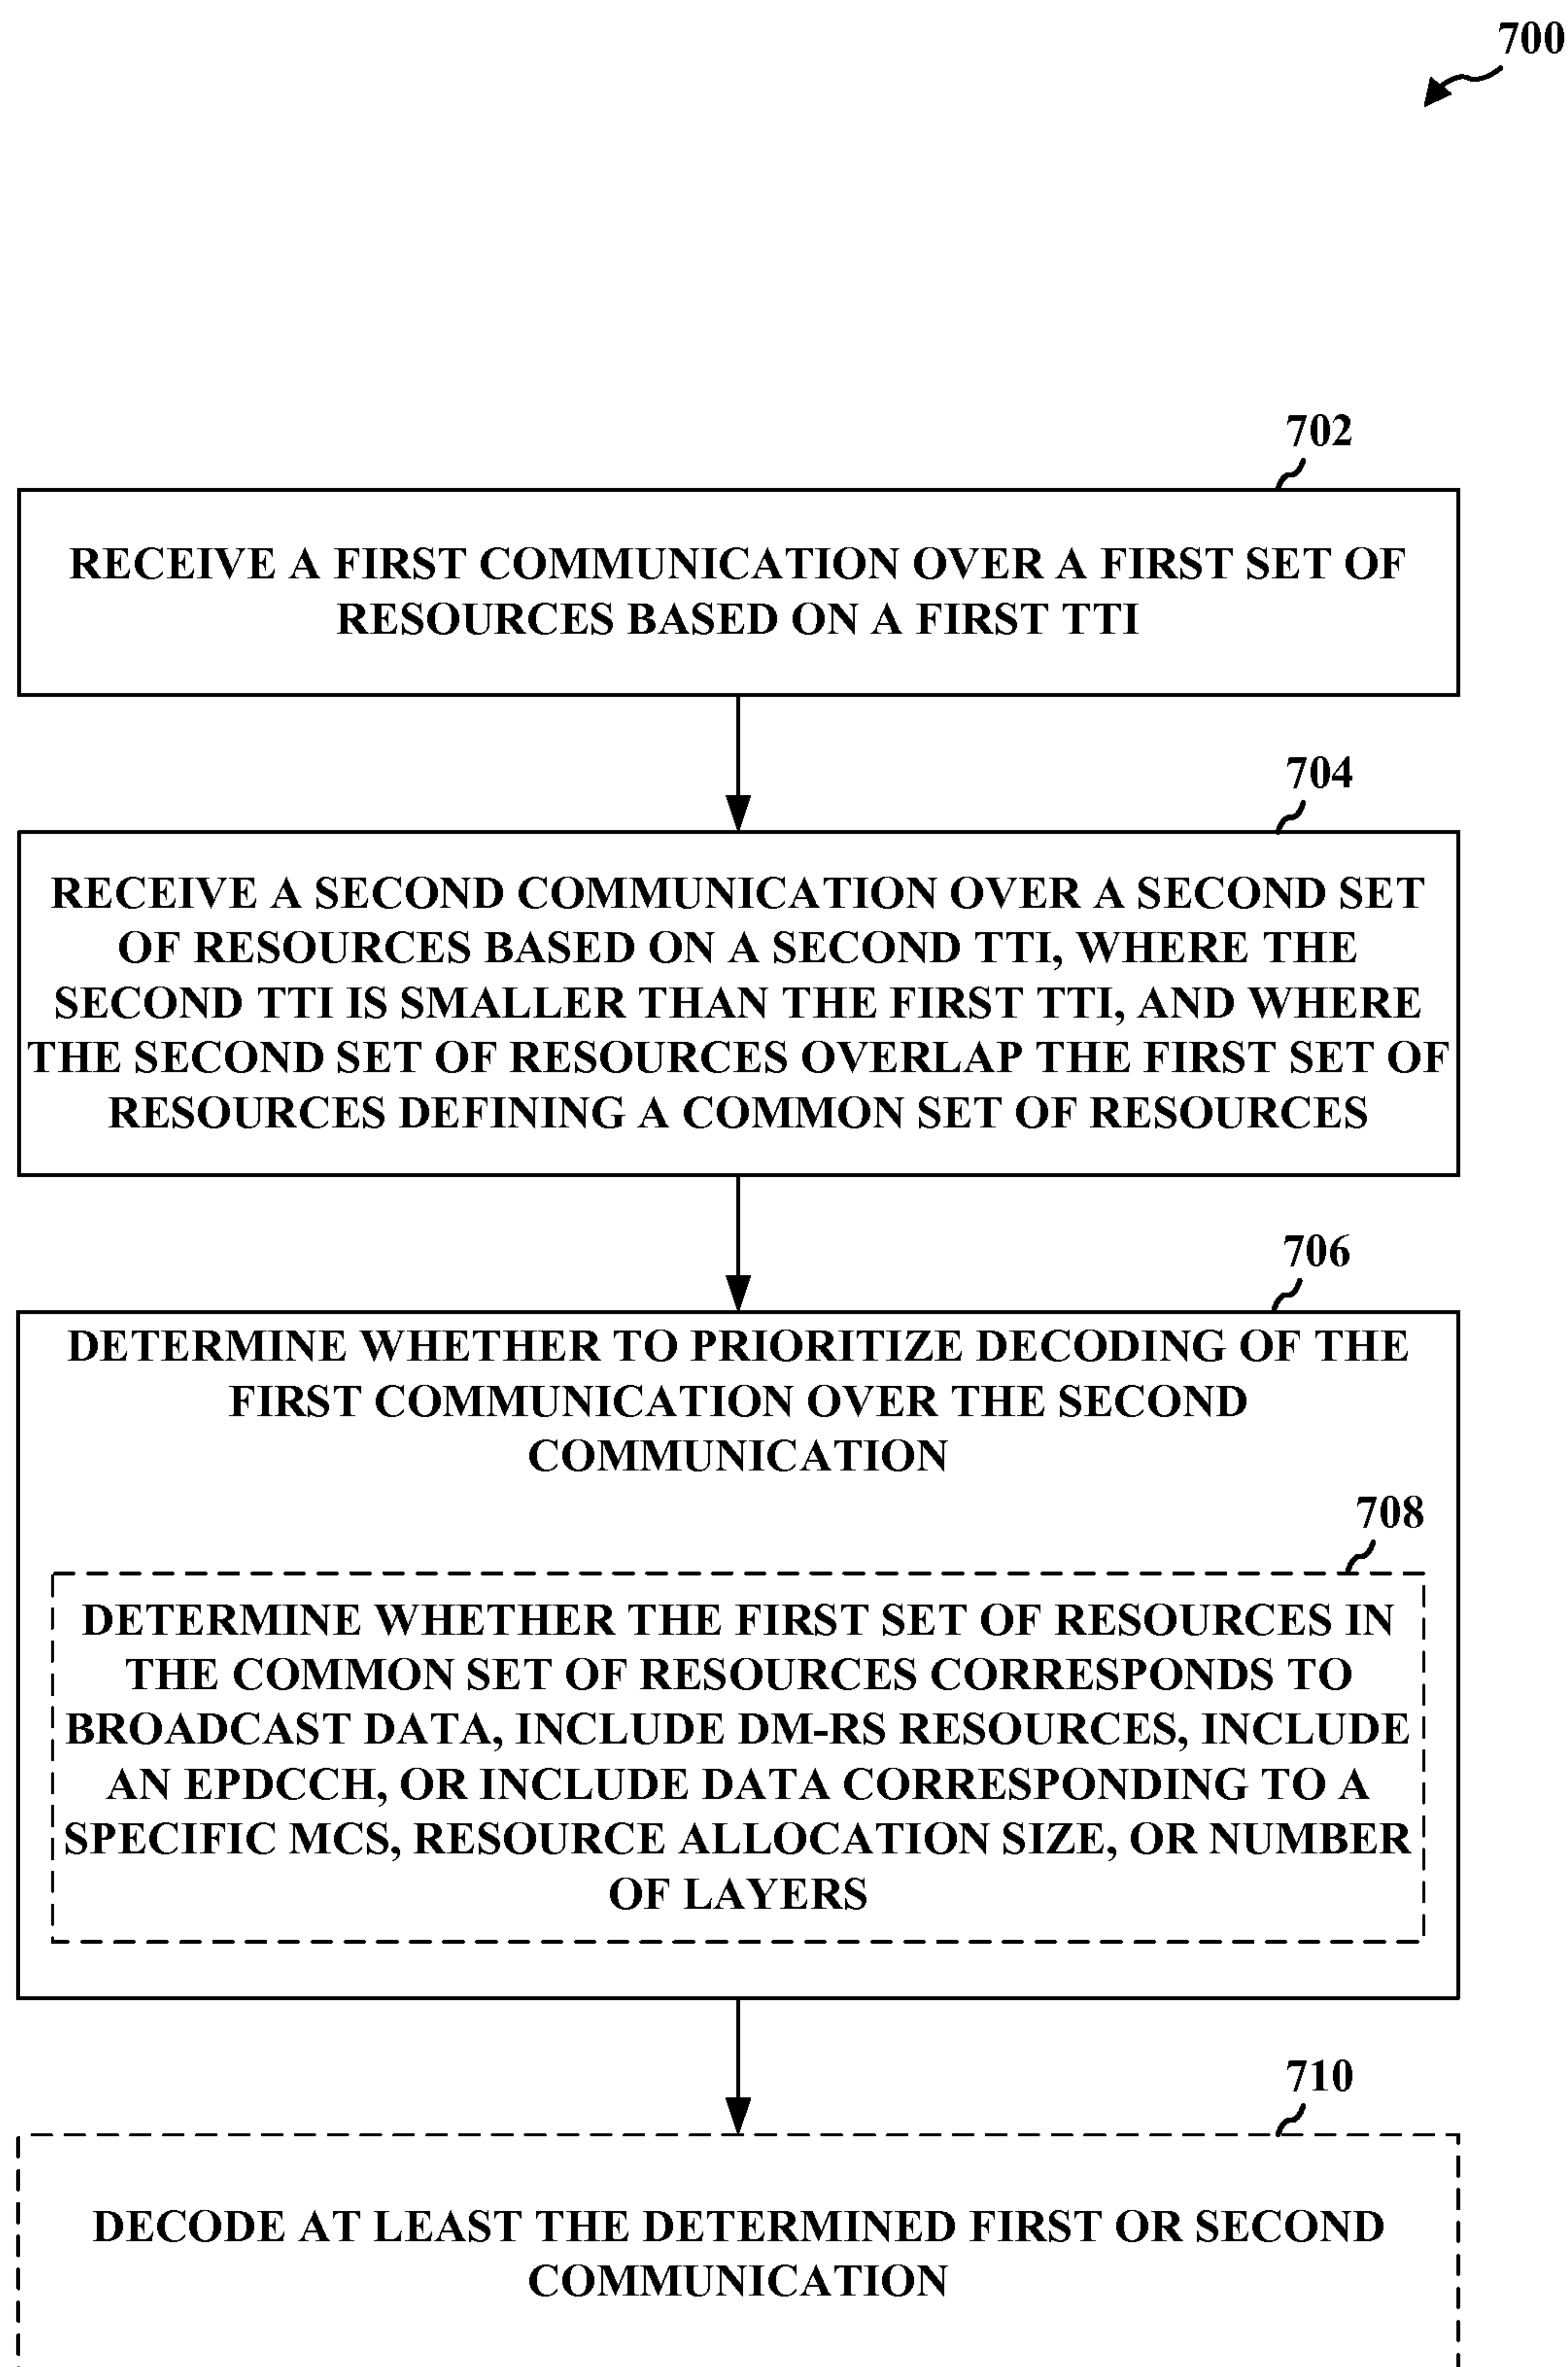 700
702
RECEIVE A FIRST COMMUNICATION OVER A FIRST SET OF
RESOURCES BASED ON A FIRST TTI
704
RECEIVE A SECOND COMMUNICATION OVER A SECOND SET
OF RESOURCES BASED ON A SECOND TTI, WHERE THE
SECOND TTI IS SMALLER THAN THE FIRST TTI, AND WHERE
THE SECOND SET OF RESOURCES OVERLAP THE FIRST SET OF
RESOURCES DEFINING A COMMON SET OF RESOURCES
706
DETERMINE WHETHER TO PRIORITIZE DECODING OF THE
FIRST COMMUNICATION OVER THE SECOND
COMMUNICATION
708
DETERMINE WHETHER THE FIRST SET OF RESOURCES IN
THE COMMON SET OF RESOURCES CORRESPONDS TO
BROADCAST DATA, INCLUDE DM-RS RESOURCES, INCLUDE
AN EPDCCH, OR INCLUDE DATA CORRESPONDING TO A
SPECIFIC MCS, RESOURCE ALLOCATION SIZE, OR NUMBER
OF LAYERS
710
DECODE AT LEAST THE DETERMINED FIRST OR SECOND
COMMUNICATION